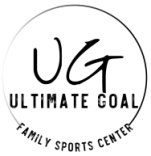 UG
ULTIMATE GOAL
FAMILY SPORTS CENTER